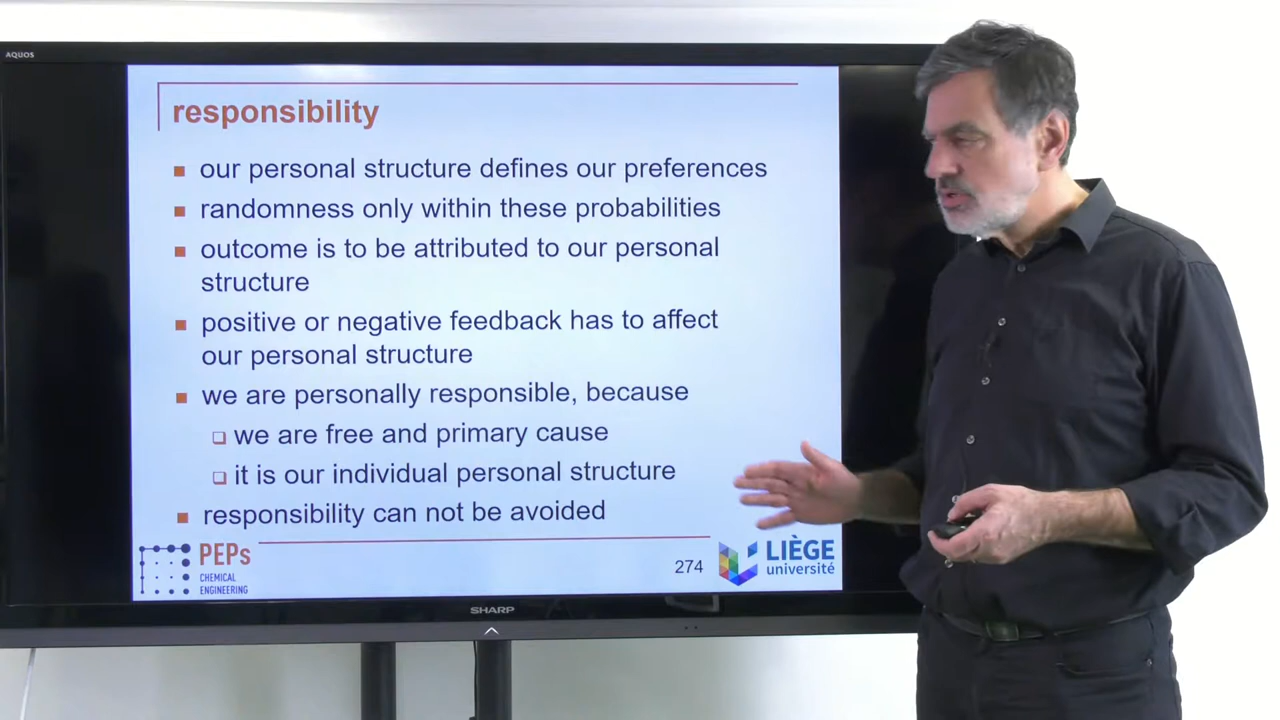 AQUOS
responsibility
our personal structure defines our preferences
randomness only within these probabilities
outcome is to be attributed to our personal
structure
positive or negative feedback has to affect
our personal structure
we are personally responsible, because
we are free and primary cause
it is our individual personal structure
responsibility can not be avoided
PEPs
CHEMICAL
ENGINEERING
274
LIÈGE
université
SHARP